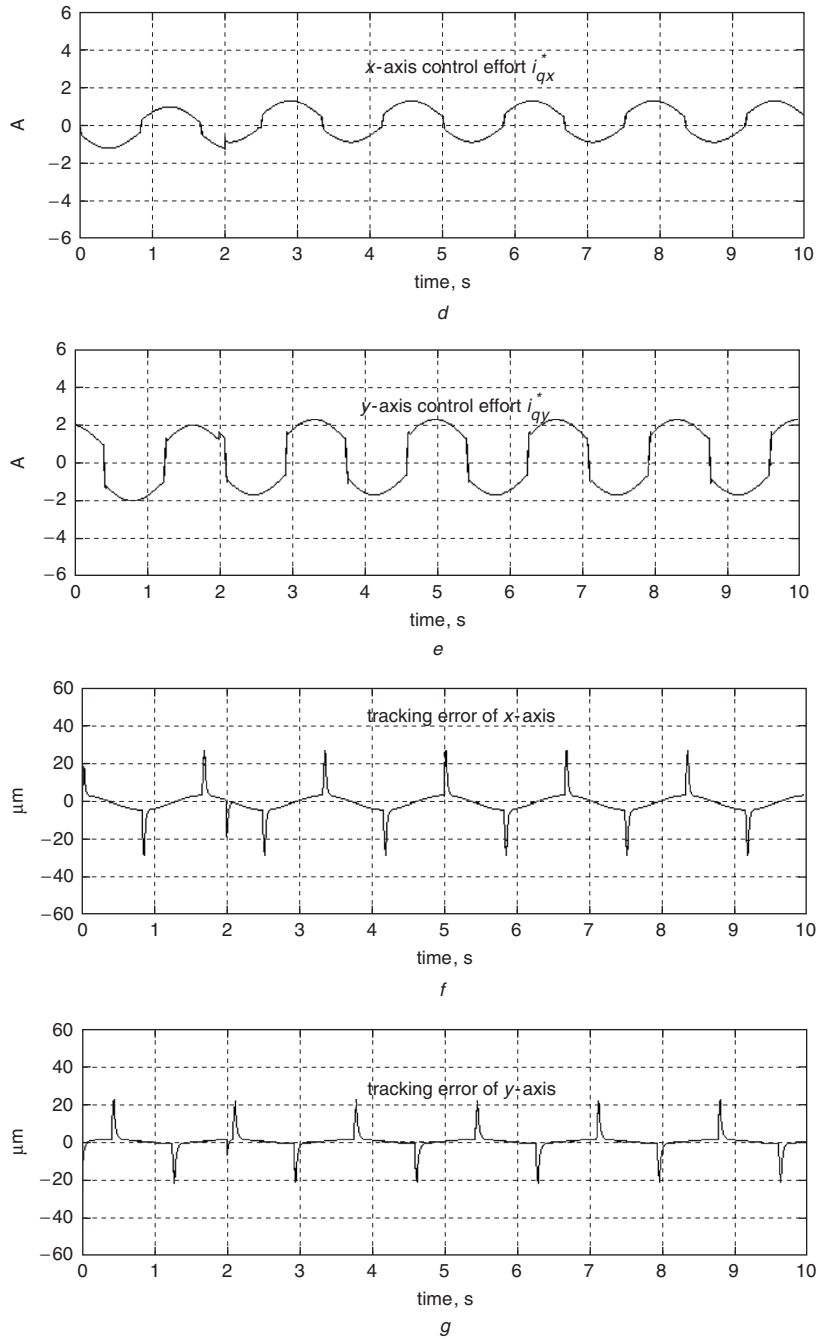 6
4
2
0
−2
−4
−6
A
x-axis control effort i*qx
0 1 2 3 4 5 6 7 8 9 10
time, s
d
6
4
2
0
−2
−4
−6
A
y-axis control effort i*qy
0 1 2 3 4 5 6 7 8 9 10
time, s
e
60
40
20
0
−20
−40
−60
μm
tracking error of x-axis
0 1 2 3 4 5 6 7 8 9 10
time, s
f
60
40
20
0
−20
−40
−60
μm
tracking error of y-axis
0 1 2 3 4 5 6 7 8 9 10
time, s
g